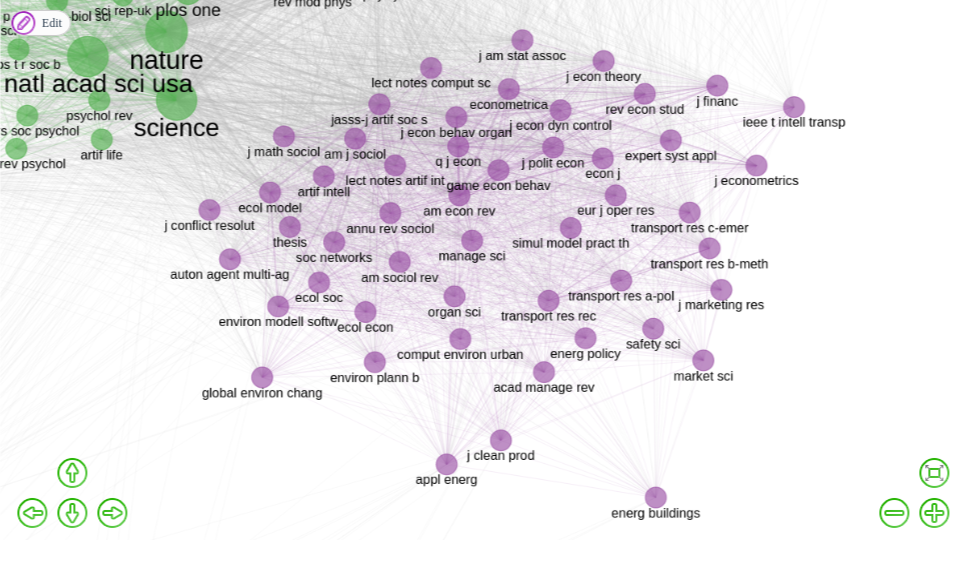 rev mod phys
sci rep-uk
plos one
biol sci
Edit
nature
natl acad sci usa
science
psychol rev
s soc psychol
artif life
rev psychol
os t r soc b
j am stat assoc
lect notes comput sc
j econ theory
econometrica
rev econ stud
j financ
jasss-j artif soc s
j econ behav organ
j econ dyn control
ieee t intell transp
j math sociol
am j sociol
q j econ
j polit econ
econ j
expert syst appl
lect notes artif int
game econ behav
j econometrics
artif intell
ecol model
am econ rev
eur j oper res
j conflict resolut
thesis
annu rev sociol
simul model pract th
transport res c-emer
soc networks
manage sci
transport res b-meth
auton agent multi-ag
am sociol rev
ecol soc
transport res a-pol
j marketing res
environ modell softw
ecol econ
organ sci
transport res rec
comput environ urban
energ policy
safety sci
environ plann b
acad manage rev
market sci
global environ chang
j clean prod
appl energ
energ buildings